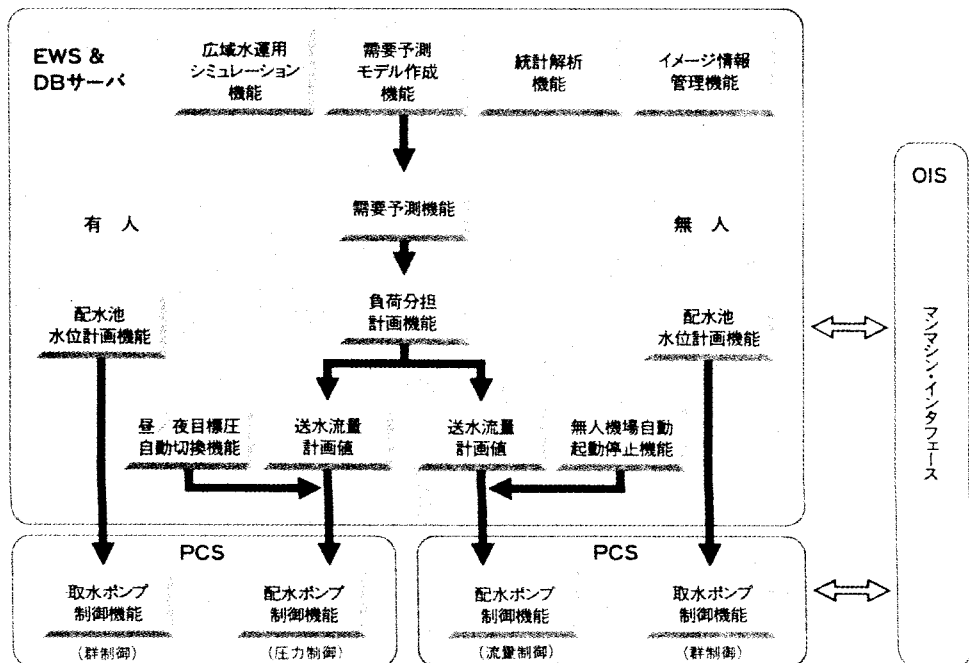 EWS &
DBサーバ
広域水運用
シミュレーション
機能
需要予測
モデル作成
機能
統計解析
機能
イメージ情報
管理機能
OIS
マンマシン・インタフェース
需要予測機能
有 人
無 人
負荷分担
計画機能
配水池
水位計画機能
配水池
水位計画機能
昼/夜目標圧
自動切換機能
送水流量
計画値
送水流量
計画値
無人機場自動
起動停止機能
PCS
取水ポンプ
制御機能
(群制御)
配水ポンプ
制御機能
(圧力制御)
PCS
配水ポンプ
制御機能
(流量制御)
取水ポンプ
制御機能
(群制御)